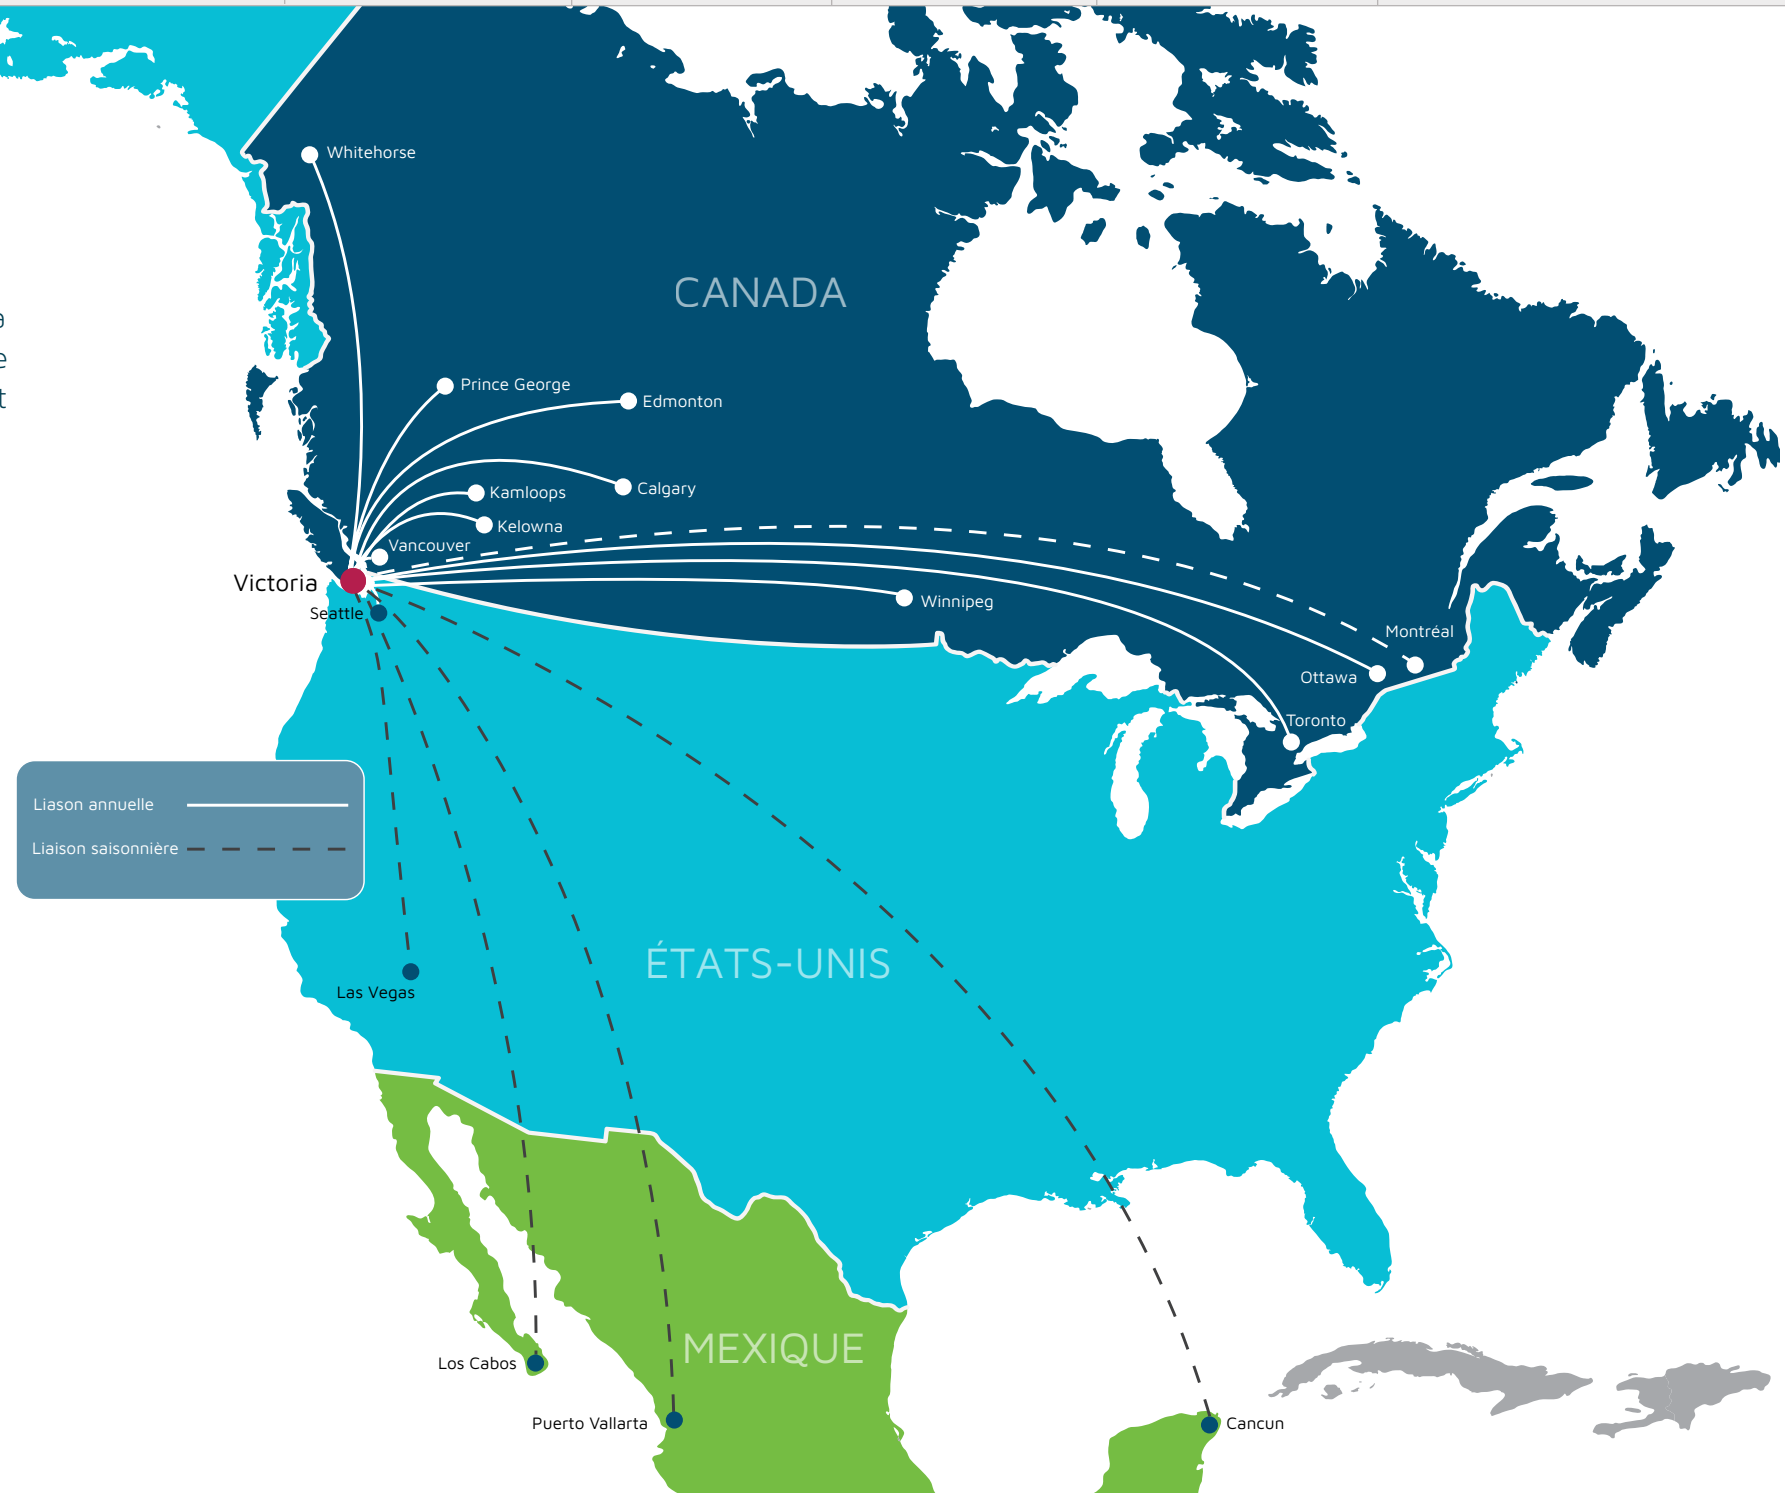 Whitehorse
CANADA
Prince George
Edmonton
Calgary
Kamloops
Kelowna
Vancouver
Victoria
Seattle
Winnipeg
Montréal
Ottawa
Toronto
Liason annuelle
Liaison saisonnière
ÉTATS-UNIS
Las Vegas
MEXIQUE
Los Cabos
Puerto Vallarta
Cancun